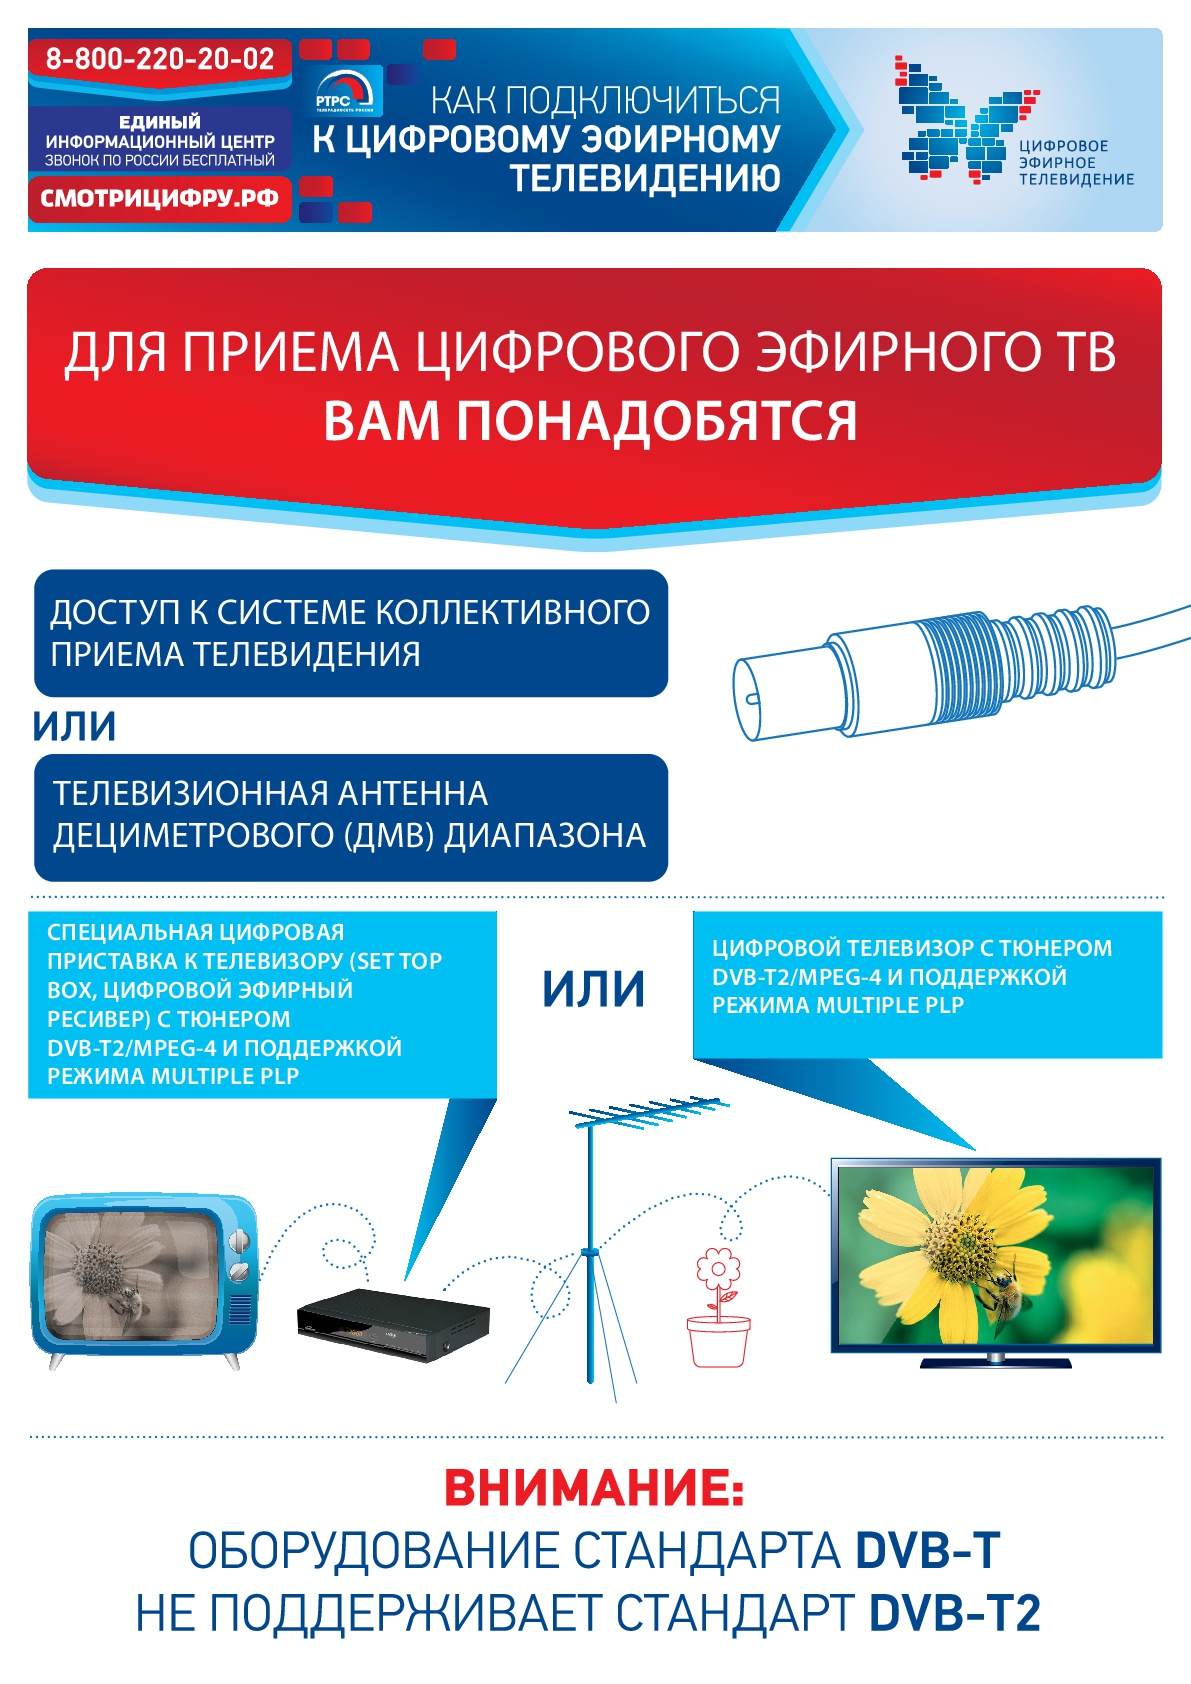 8-800-220-20-02
ЕДИНЫЙ
ИНФОРМАЦИОННЫЙ ЦЕНТР
ЗВОНОК ПО РОССИИ БЕСПЛАТНЫЙ
СМОТРИЦИФРУ.РФ
РТРС
ТЕЛЕРАДИОСЕТЬ РОССИИ
КАК ПОДКЛЮЧИТЬСЯ
К ЦИФРОВОМУ ЭФИРНОМУ
ТЕЛЕВИДЕНИЮ
ЦИФРОВОЕ
ЭФИРНОЕ
ТЕЛЕВИДЕНИЕ
ДЛЯ ПРИЕМА ЦИФРОВОГО ЭФИРНОГО ТВ
ВАМ ПОНАДОБЯТСЯ
ДОСТУП К СИСТЕМЕ КОЛЛЕКТИВНОГО
ПРИЕМА ТЕЛЕВИДЕНИЯ
ИЛИ
ТЕЛЕВИЗИОННАЯ АНТЕННА
ДЕЦИМЕТРОВОГО (ДМВ) ДИАПАЗОНА
СПЕЦИАЛЬНАЯ ЦИФРОВАЯ
ПРИСТАВКА К ТЕЛЕВИЗОРУ (SET TOP
BOX, ЦИФРОВОЙ ЭФИРНЫЙ
РЕСИВЕР) С ТЮНЕРОМ
DVB-T2/MPEG-4 И ПОДДЕРЖКОЙ
РЕЖИМА MULTIPLE PLP
ИЛИ
ЦИФРОВОЙ ТЕЛЕВИЗОР С ТЮНЕРОМ
DVB-T2/MPEG-4 И ПОДДЕРЖКОЙ
РЕЖИМА MULTIPLE PLP
ВНИМАНИЕ:
ОБОРУДОВАНИЕ СТАНДАРТА DVB-T
НЕ ПОДДЕРЖИВАЕТ СТАНДАРТ DVB-T2